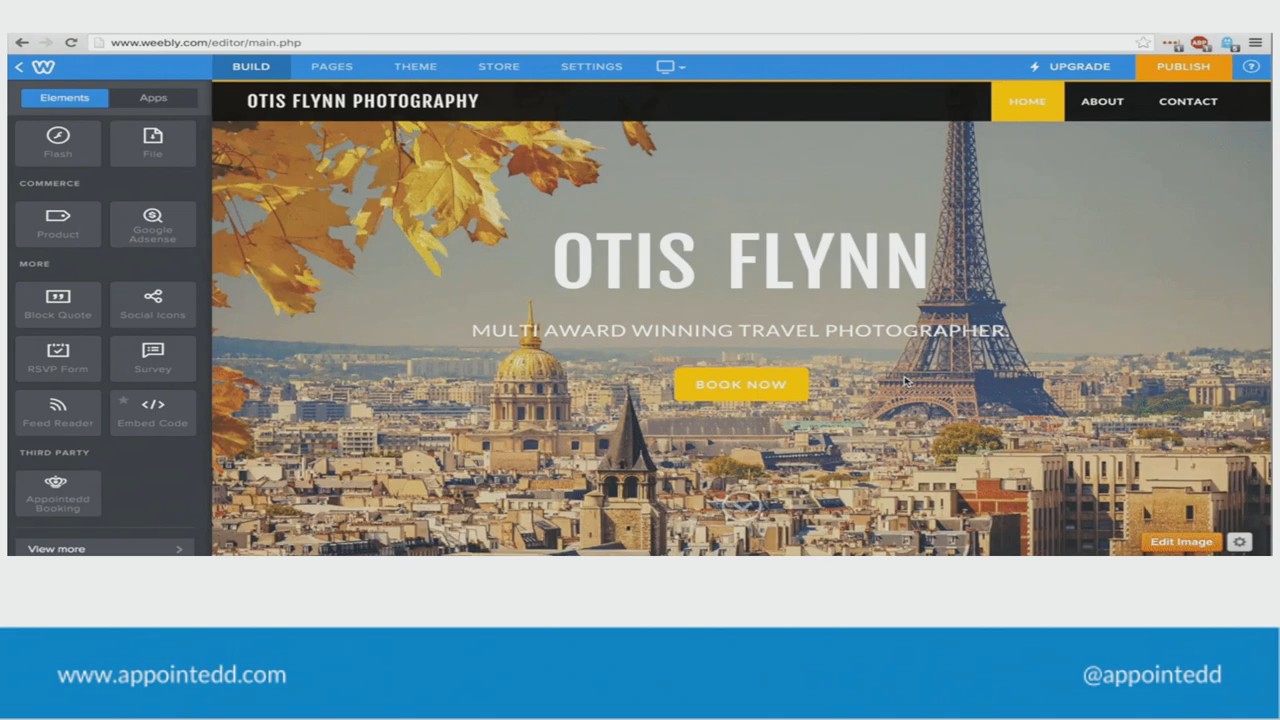 www.weebly.com/editor/main.php
BUILD PAGES THEME STORE SETTINGS UPGRADE PUBLISH ?
Elements Apps
OTIS FLYNN PHOTOGRAPHY HOME ABOUT CONTACT
Flash File
COMMERCE
Product Google Adsense
MORE
Block Quote Social Icons
RSVP Form Survey
Feed Reader Embed Code
THIRD PARTY
Appointedd Booking
View more
OTIS FLYNN
MULTI AWARD WINNING TRAVEL PHOTOGRAPHER
BOOK NOW
Edit Image
www.appointedd.com @appointedd